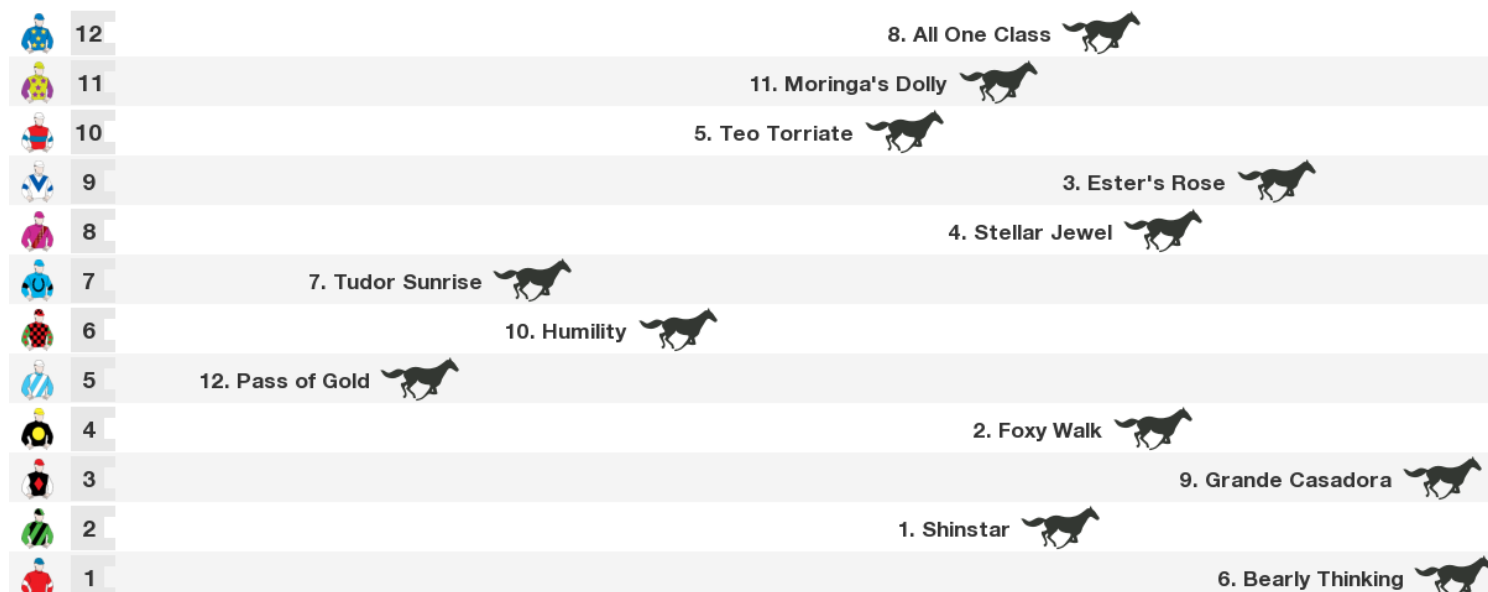 12 8. All One Class
11 11. Moringa's Dolly
10 5. Teo Torriate
9 3. Ester's Rose
8 4. Stellar Jewel
7 7. Tudor Sunrise
6 10. Humility
5 12. Pass of Gold
4 2. Foxy Walk
3 9. Grande Casadora
2 1. Shinstar
1 6. Bearly Thinking